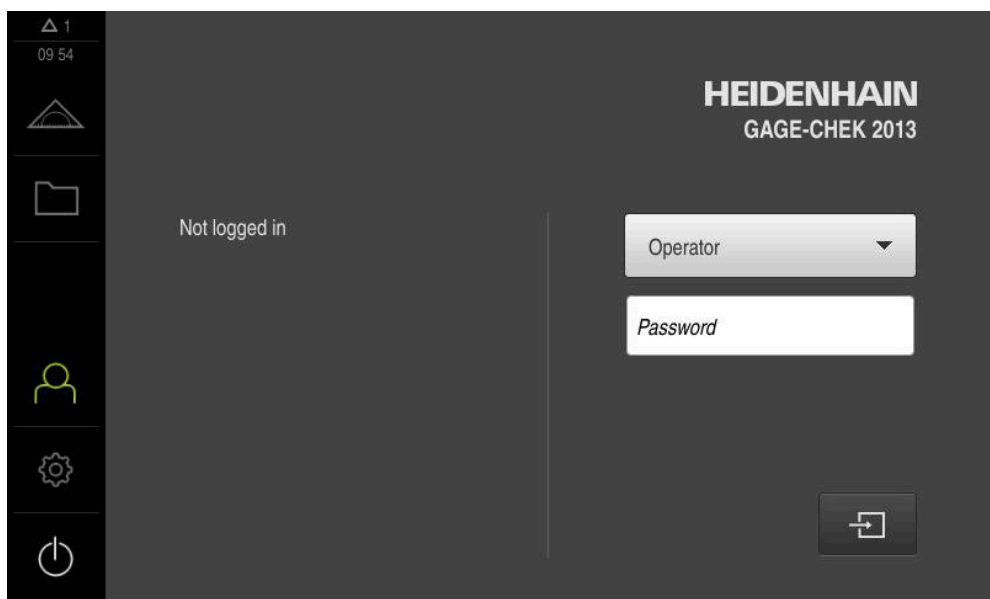 1
09 54
HEIDENHAIN
GAGE-CHEK 2013
Not logged in
Operator
Password